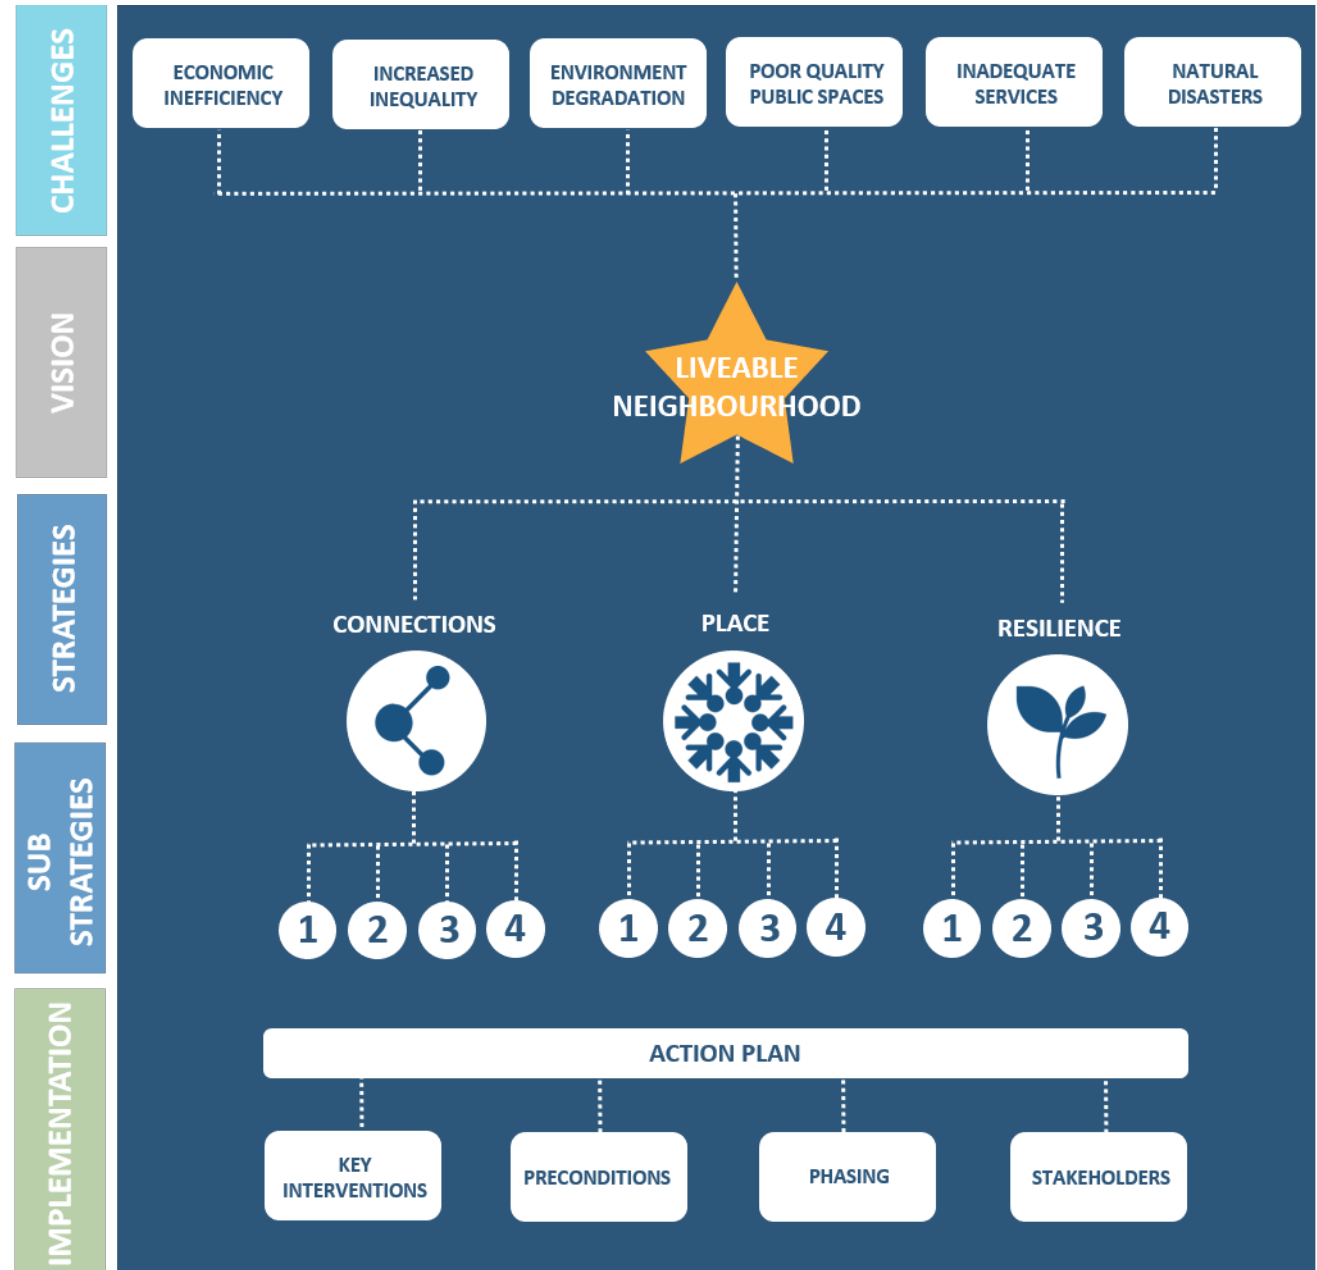 CHALLENGES
ECONOMIC
INEFFICIENCY
INCREASED
INEQUALITY
ENVIRONMENT
DEGRADATION
POOR QUALITY
PUBLIC SPACES
INADEQUATE
SERVICES
NATURAL
DISASTERS
VISION
LIVEABLE
NEIGHBOURHOOD
STRATEGIES
CONNECTIONS
PLACE
RESILIENCE
SUB
STRATEGIES
1 2 3 4
1 2 3 4
1 2 3 4
IMPLEMENTATION
ACTION PLAN
KEY
INTERVENTIONS
PRECONDITIONS
PHASING
STAKEHOLDERS